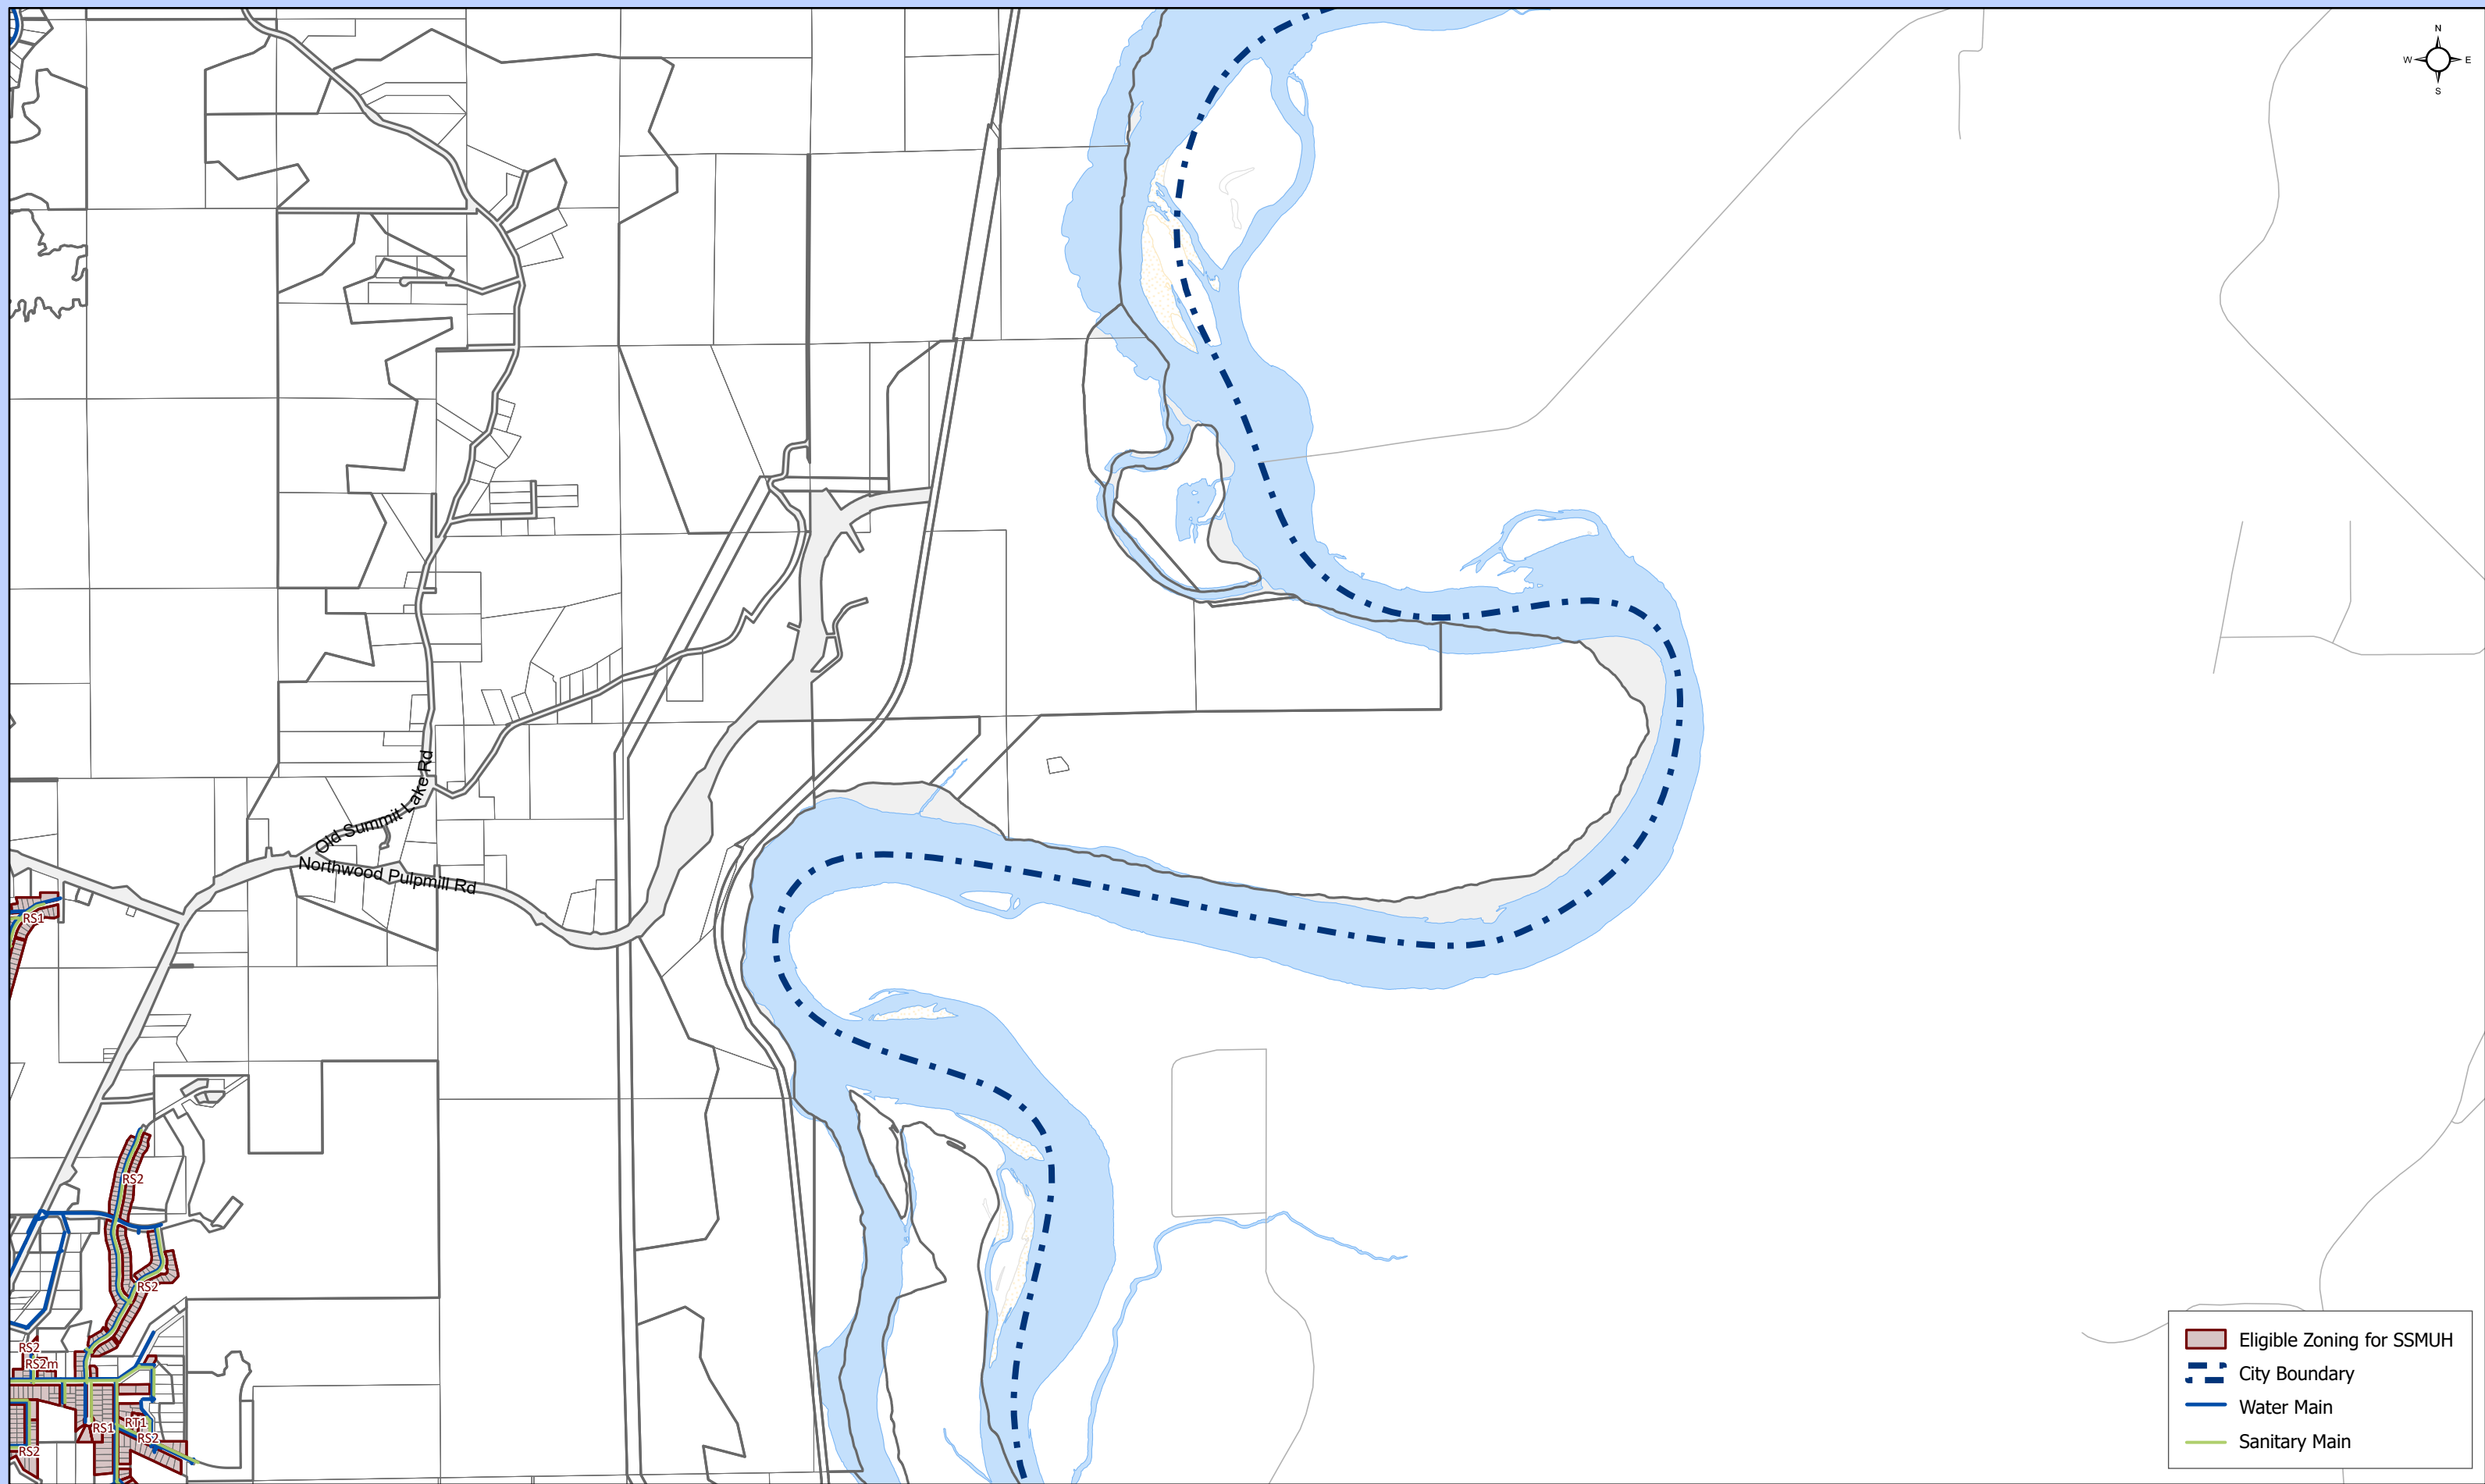 N
W E
S
Old Summit Lake Rd
Northwood Pulpmill Rd
RS1
RS2
RS2
RS2
RS2m
RS1
RT1
RS2
RS2
Eligible Zoning for SSMUH
City Boundary
Water Main
Sanitary Main